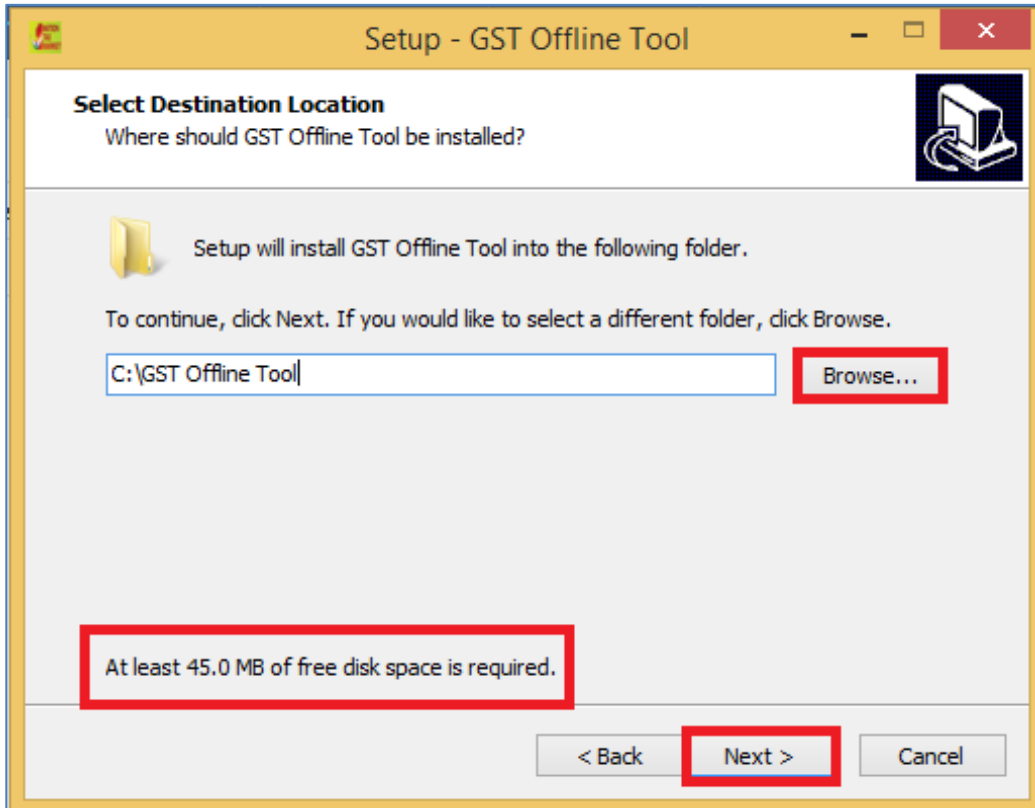 Setup - GST Offline Tool
Select Destination Location
Where should GST Offline Tool be installed?
Setup will install GST Offline Tool into the following folder.
To continue, click Next. If you would like to select a different folder, click Browse.
C:\GST Offline Tool
Browse...
At least 45.0 MB of free disk space is required.
< Back
Next >
Cancel